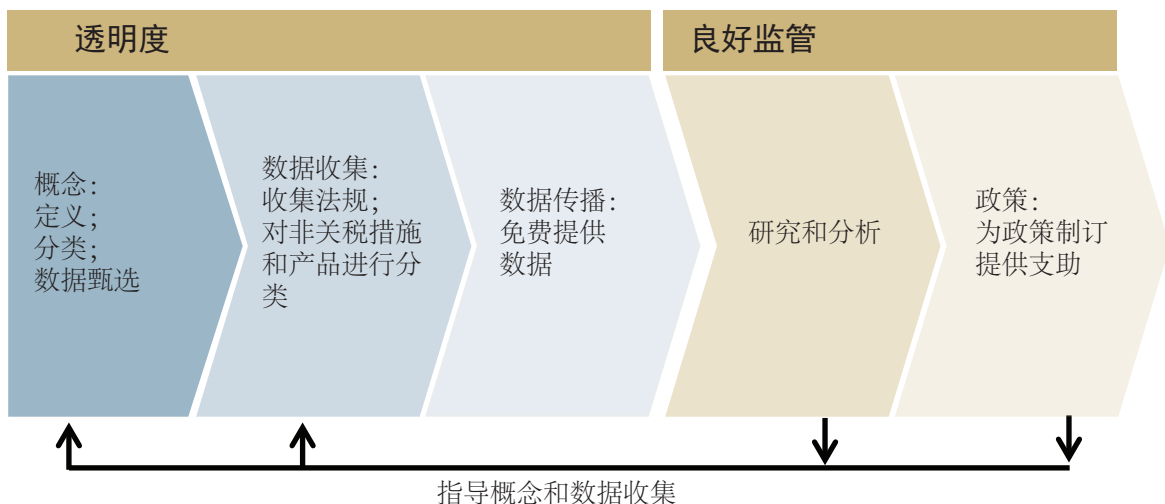 透明度
良好监管
概念：
定义；
分类；
数据甄选
数据收集：
收集法规；
对非关税措施
和产品进行分
类
数据传播：
免费提供
数据
研究和分析
政策：
为政策制订
提供支助
指导概念和数据收集